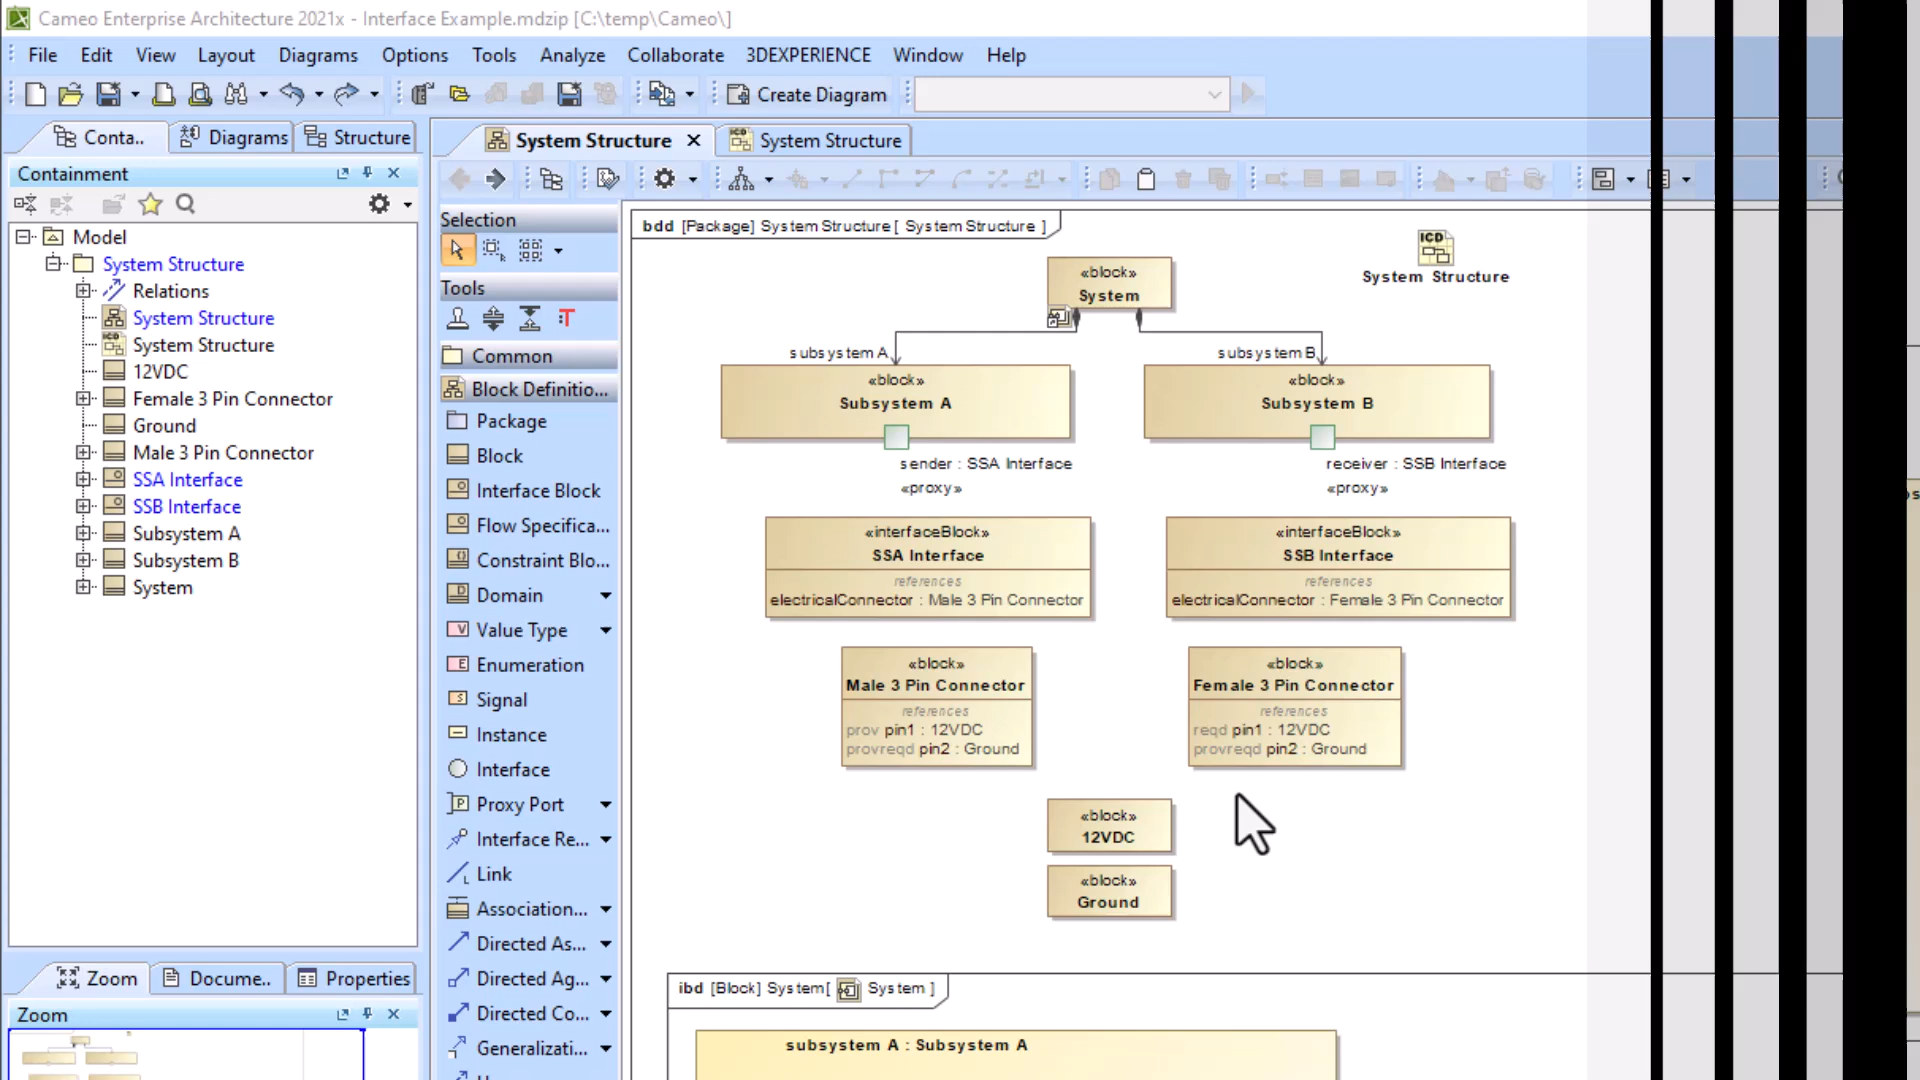 Cameo Enterprise Architecture 2021x - Interface Example.mdzip [C:\temp\Cameo\]
File Edit View Layout Diagrams Options Tools Analyze Collaborate 3DEXPERIENCE Window Help
Create Diagram
Conta.. Diagrams Structure
System Structure
ICD System Structure
Containment
Model
System Structure
Relations
System Structure
ICD System Structure
12VDC
Female 3 Pin Connector
Ground
Male 3 Pin Connector
SSA Interface
SSB Interface
Subsystem A
Subsystem B
System
Zoom Docume.. Properties
Zoom
Selection
Tools
T
Common
Block Definitio...
Package
Block
Interface Block
Flow Specifica...
Constraint Blo...
Domain
Value Type
Enumeration
Signal
Instance
Interface
Proxy Port
Interface Re...
Link
Association...
Directed As...
Directed Ag...
Directed Co...
Generalizati...
bdd [Package] System Structure[ System Structure ]
ICD
System Structure
«block»
System
subsystem A
subsystem B
«block»
Subsystem A
«block»
Subsystem B
sender : SSA Interface
«proxy»
receiver : SSB Interface
«proxy»
«interfaceBlock»
SSA Interface
references
electricalConnector : Male 3 Pin Connector
«interfaceBlock»
SSB Interface
references
electricalConnector : Female 3 Pin Connector
«block»
Male 3 Pin Connector
references
prov pin1 : 12VDC
provreqd pin2 : Ground
«block»
Female 3 Pin Connector
references
reqd pin1 : 12VDC
provreqd pin2 : Ground
«block»
12VDC
«block»
Ground
ibd [Block] System[ System ]
subsystem A : Subsystem A